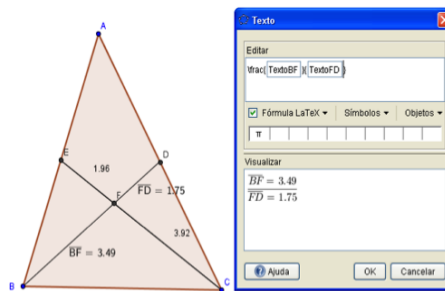 A
E
D
1.96
F
FD = 1.75
3.92
BF = 3.49
B
C
Texto
Editar
\frac{TextoBF}{TextoFD}
Fórmula LaTeX
Símbolos
Objetos
π
Visualizar
BF = 3.49
FD = 1.75
Ajuda
OK
Cancelar